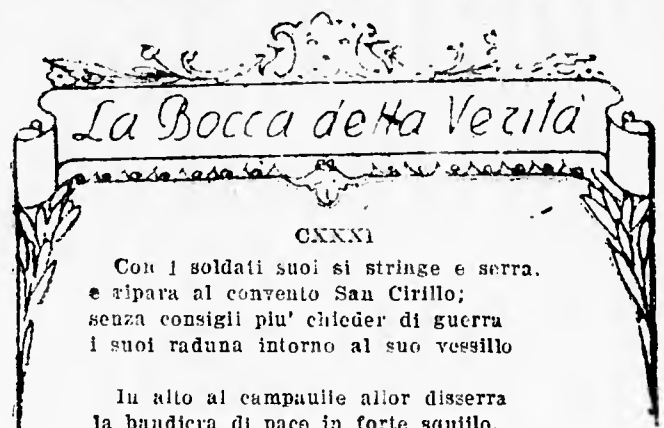 La Bocca della Verità
CXXXI
Con i soldati suoi si stringe e serra.
e ripara al convento San Cirillo;
senza consigli piu' chieder di guerra
i suoi raduna intorno al suo vessillo
In alto al campanile allor disserra
la bandiera di pace in forte squillo.